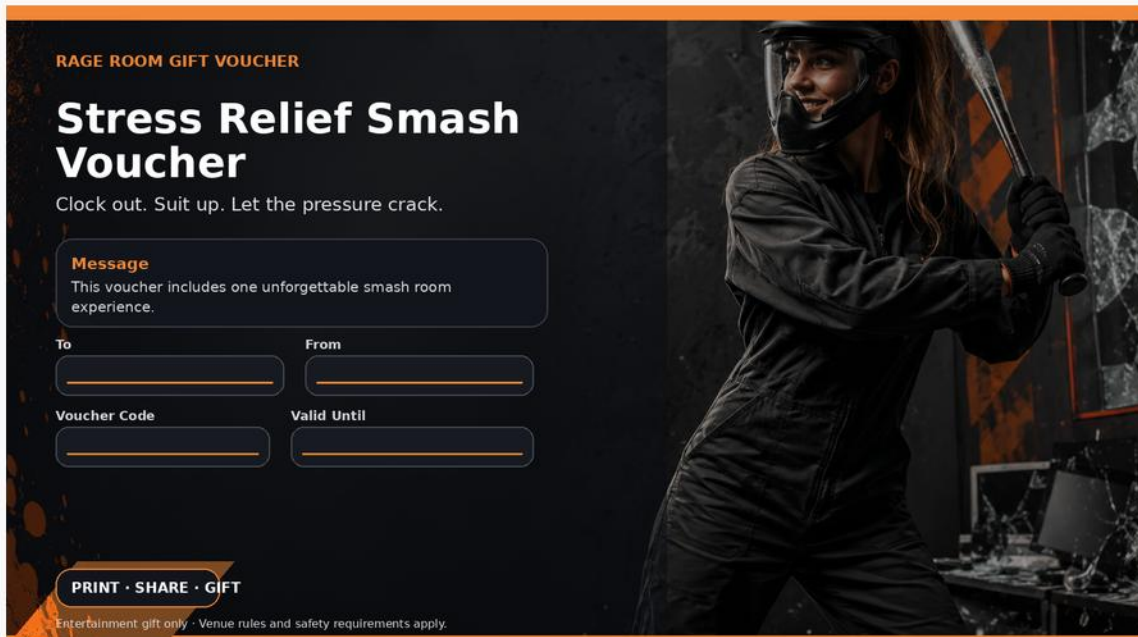 RAGE ROOM GIFT VOUCHER
Stress Relief Smash
Voucher
Clock out. Suit up. Let the pressure crack.
Message
This voucher includes one unforgettable smash room
experience.
To
From
Voucher Code
Valid Until
PRINT · SHARE · GIFT
Entertainment gift only · Venue rules and safety requirements apply.